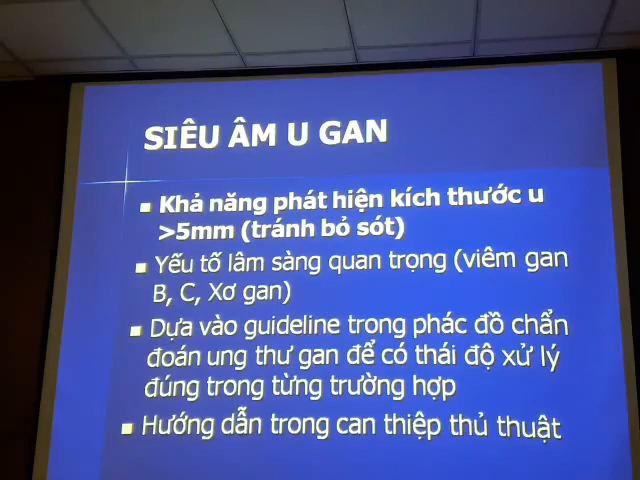 SIÊU ÂM U GAN
Khả năng phát hiện kích thước u
>5mm (tránh bỏ sót)
Yếu tố lâm sàng quan trọng (viêm gan
B, C, Xơ gan)
Dựa vào guideline trong phác đồ chẩn
đoán ung thư gan để có thái độ xử lý
đúng trong từng trường hợp
Hướng dẫn trong can thiệp thủ thuật